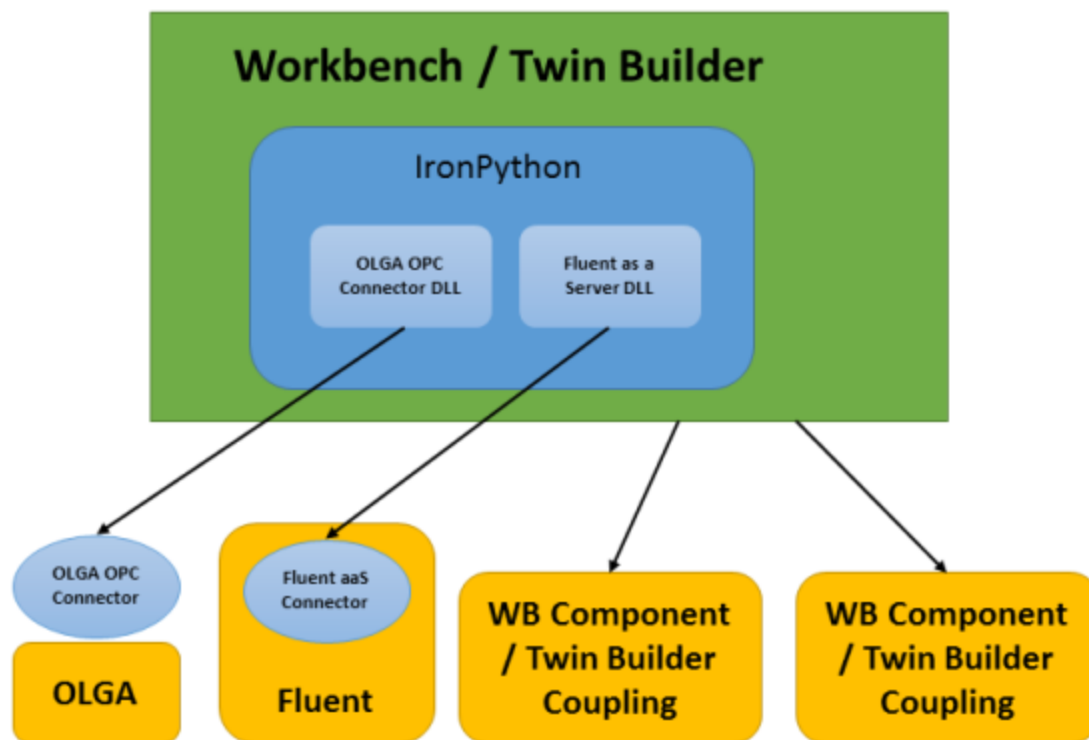 Workbench / Twin Builder
IronPython
OLGA OPC
Connector DLL
Fluent as a
Server DLL
OLGA OPC
Connector
OLGA
Fluent aaS
Connector
Fluent
WB Component
/ Twin Builder
Coupling
WB Component
/ Twin Builder
Coupling